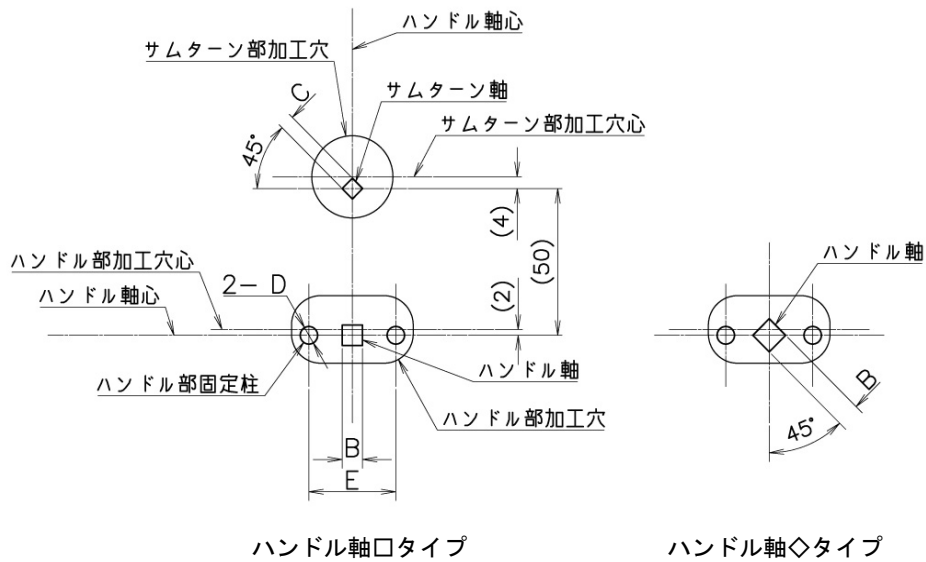 ハンドル軸心
サムターン部加工穴
C
サムターン軸
サムターン部加工穴心
45°
(4)
(50)
ハンドル部加工穴心
2- D
(2)
ハンドル軸心
ハンドル軸
ハンドル部固定柱
ハンドル部加工穴
B
E
ハンドル軸
B
45°
ハンドル軸□タイプ
ハンドル軸◇タイプ